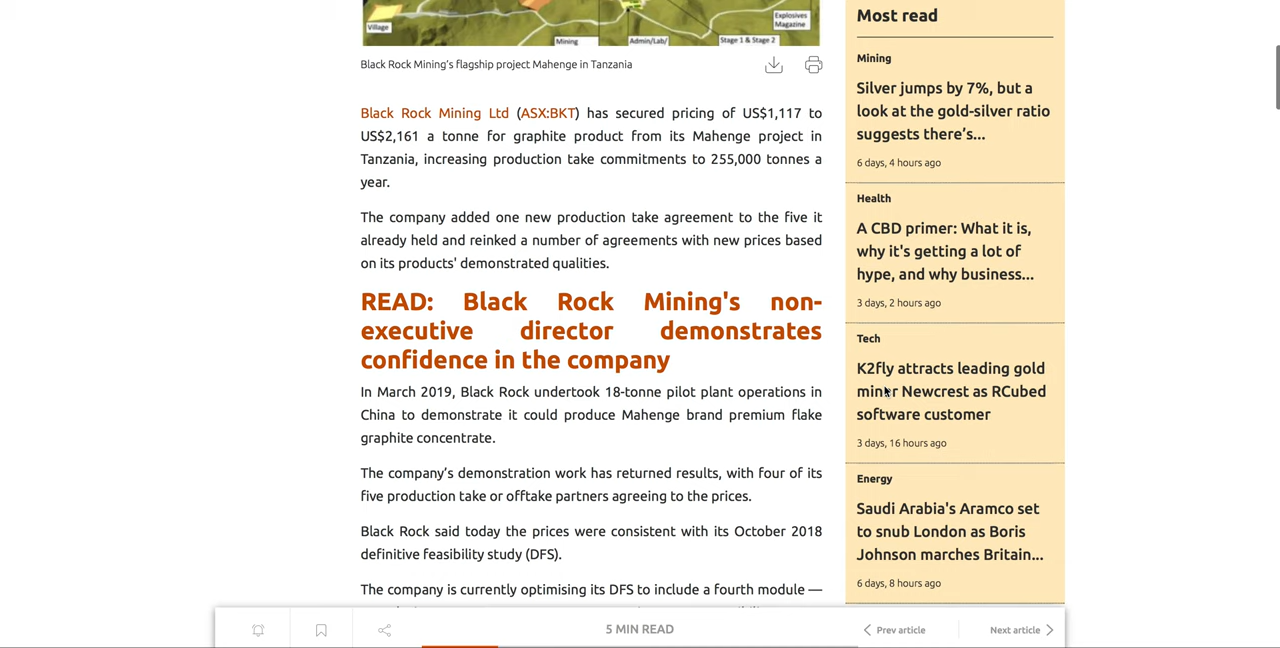 Village
Mining
Admin/Lab/
Stage 1 & Stage 2
Explosives
Magazine
Black Rock Mining's flagship project Mahenge in Tanzania
Black Rock Mining Ltd (ASX:BKT) has secured pricing of US$1,117 to
US$2,161 a tonne for graphite product from its Mahenge project in
Tanzania, increasing production take commitments to 255,000 tonnes a
year.
The company added one new production take agreement to the five it
already held and reinked a number of agreements with new prices based
on its products' demonstrated qualities.
READ: Black Rock Mining's non-
executive director demonstrates
confidence in the company
In March 2019, Black Rock undertook 18-tonne pilot plant operations in
China to demonstrate it could produce Mahenge brand premium flake
graphite concentrate.
The company's demonstration work has returned results, with four of its
five production take or offtake partners agreeing to the prices.
Black Rock said today the prices were consistent with its October 2018
definitive feasibility study (DFS).
The company is currently optimising its DFS to include a fourth module —
Most read
Mining
Silver jumps by 7%, but a
look at the gold-silver ratio
suggests there's...
6 days, 4 hours ago
Health
A CBD primer: What it is,
why it's getting a lot of
hype, and why business...
3 days, 2 hours ago
Tech
K2fly attracts leading gold
miner Newcrest as RCubed
software customer
3 days, 16 hours ago
Energy
Saudi Arabia's Aramco set
to snub London as Boris
Johnson marches Britain...
6 days, 8 hours ago
5 MIN READ
Prev article
Next article